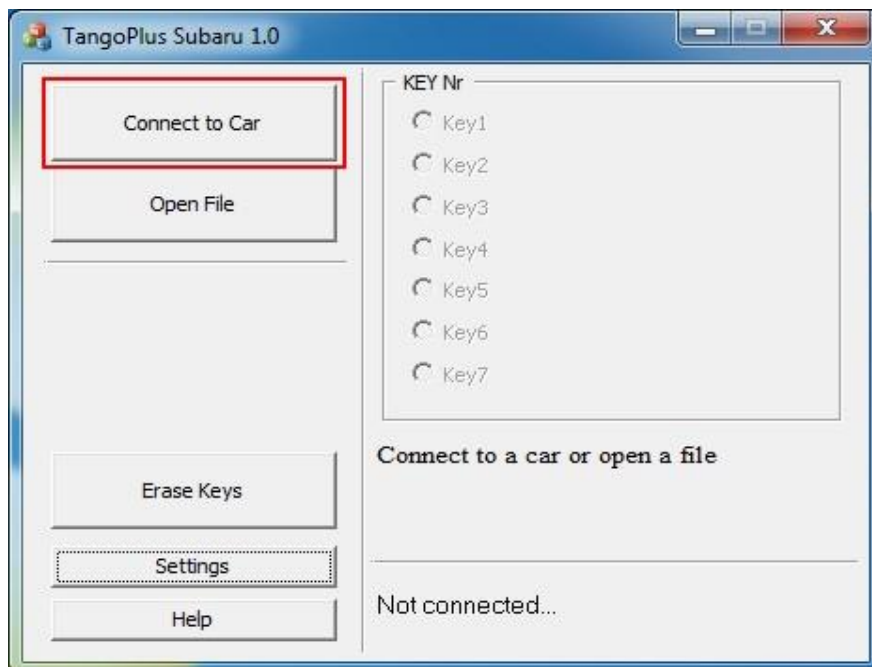 TangoPlus Subaru 1.0
Connect to Car
Open File
Erase Keys
Settings
Help
KEY Nr
Key1
Key2
Key3
Key4
Key5
Key6
Key7
Connect to a car or open a file
Not connected...